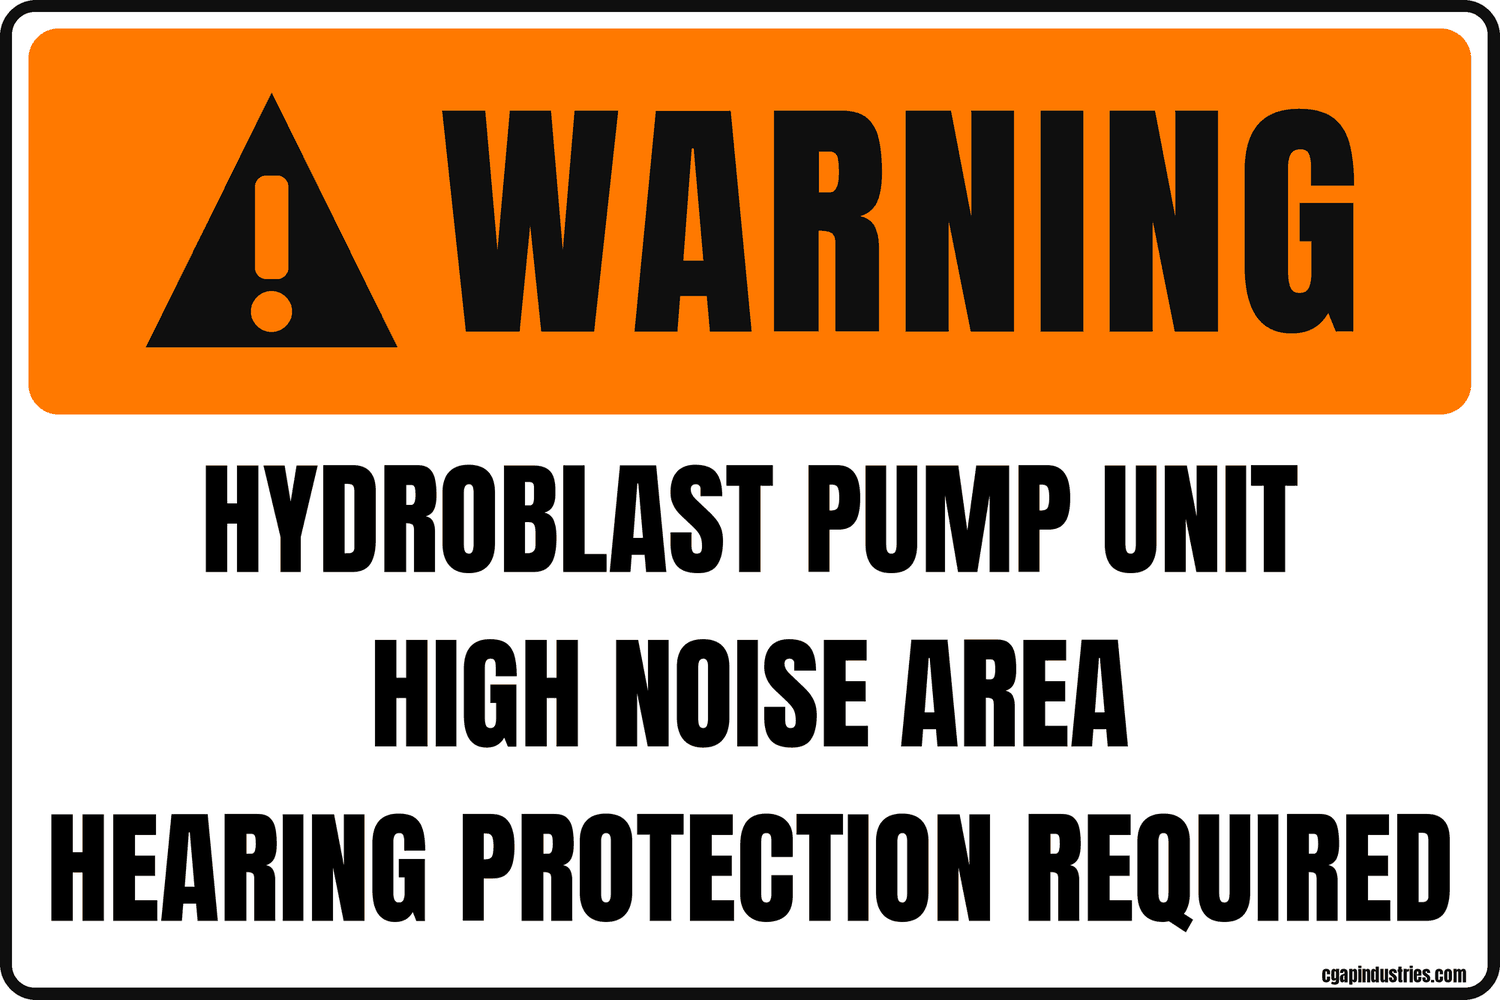 WARNING
HYDROBLAST PUMP UNIT
HIGH NOISE AREA
HEARING PROTECTION REQUIRED
cgapindustries.com